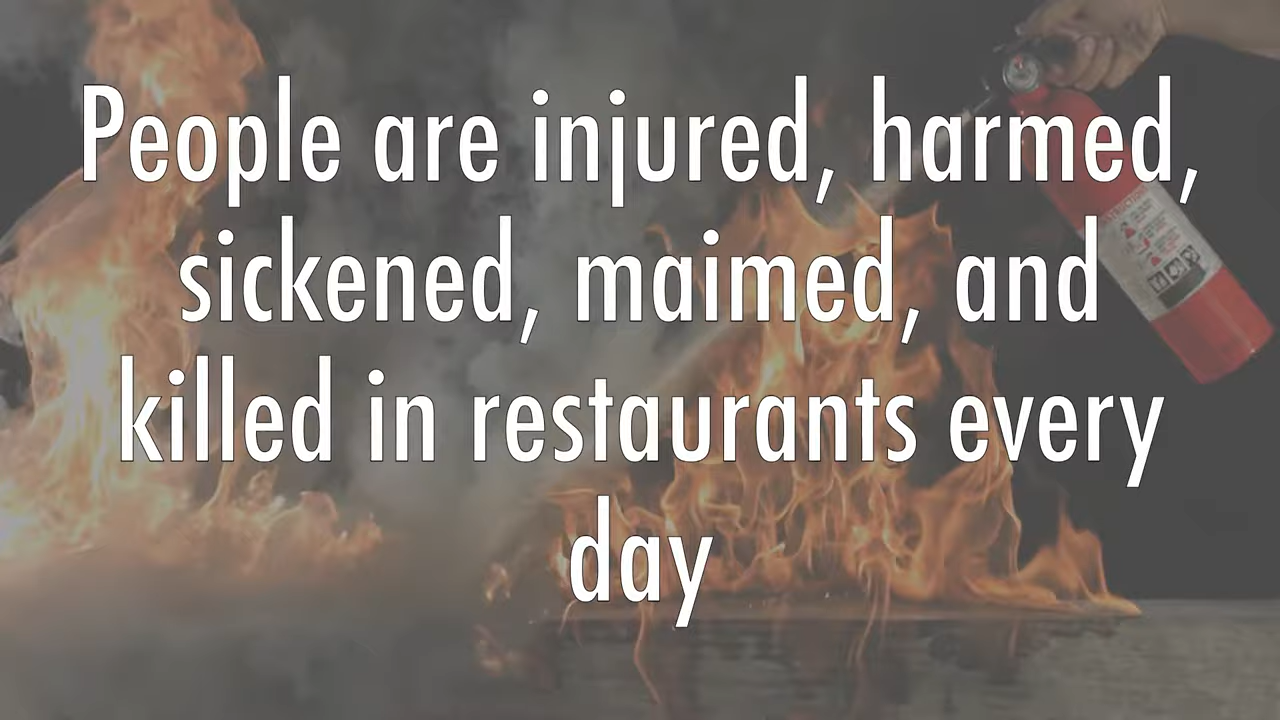 People are injured, harmed,
sickened, maimed, and
killed in restaurants every
day